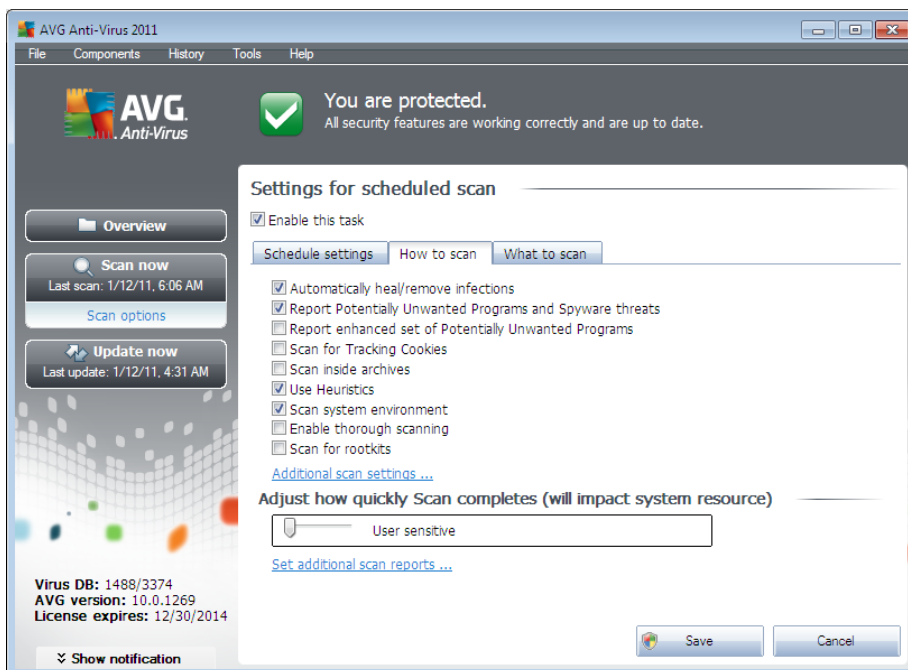 AVG Anti-Virus 2011
File Components History Tools Help
AVG.
Anti-Virus
You are protected.
All security features are working correctly and are up to date.
Overview
Scan now
Last scan: 1/12/11, 6:06 AM
Scan options
Update now
Last update: 1/12/11, 4:31 AM
Virus DB: 1488/3374
AVG version: 10.0.1269
License expires: 12/30/2014
Show notification
Settings for scheduled scan
Enable this task
Schedule settings How to scan What to scan
Automatically heal/remove infections
Report Potentially Unwanted Programs and Spyware threats
Report enhanced set of Potentially Unwanted Programs
Scan for Tracking Cookies
Scan inside archives
Use Heuristics
Scan system environment
Enable thorough scanning
Scan for rootkits
Additional scan settings ...
Adjust how quickly Scan completes (will impact system resource)
User sensitive
Set additional scan reports ...
Save Cancel